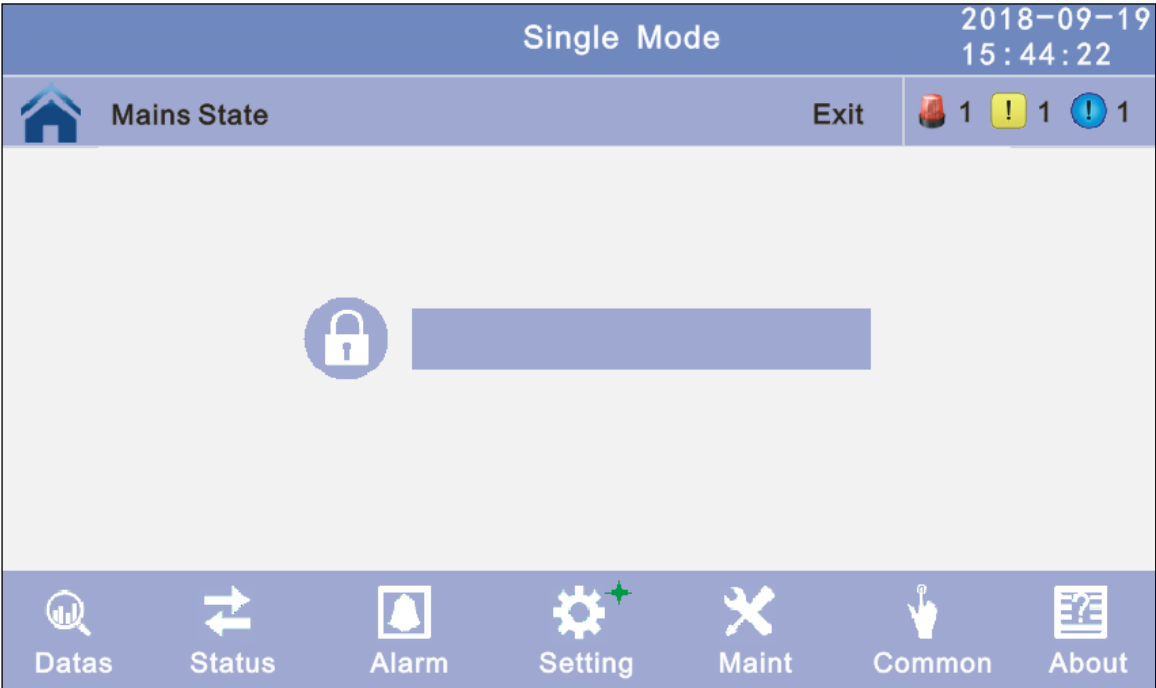 Single Mode
2018-09-19
15:44:22
Mains State
Exit
1 ! 1 ! 1
Datas
Status
Alarm
Setting
Maint
Common
About